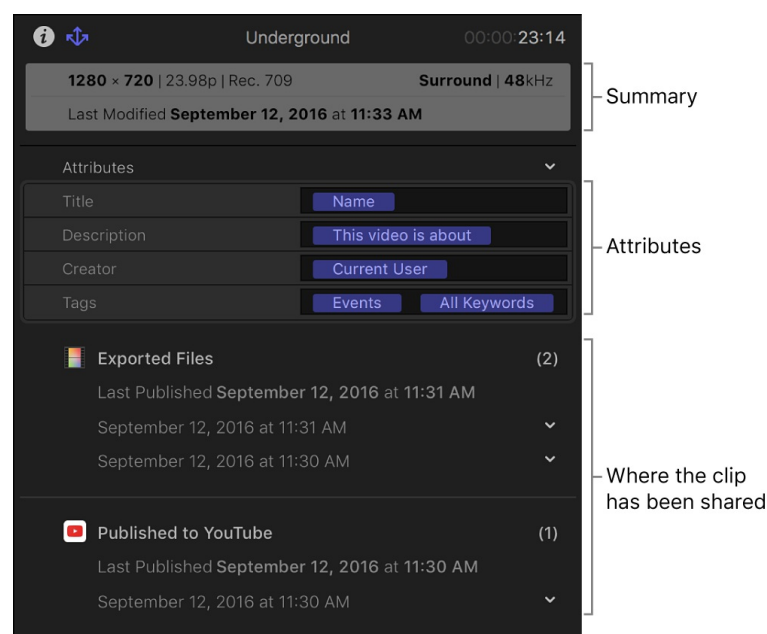 Underground 00:00:23:14
1280 × 720 | 23.98p | Rec. 709 Surround | 48kHz
Last Modified September 12, 2016 at 11:33 AM
Summary
Attributes
Title Name
Description This video is about
Creator Current User
Tags Events All Keywords
Attributes
Exported Files (2)
Last Published September 12, 2016 at 11:31 AM
September 12, 2016 at 11:31 AM
September 12, 2016 at 11:30 AM
Where the clip
has been shared
Published to YouTube (1)
Last Published September 12, 2016 at 11:30 AM
September 12, 2016 at 11:30 AM